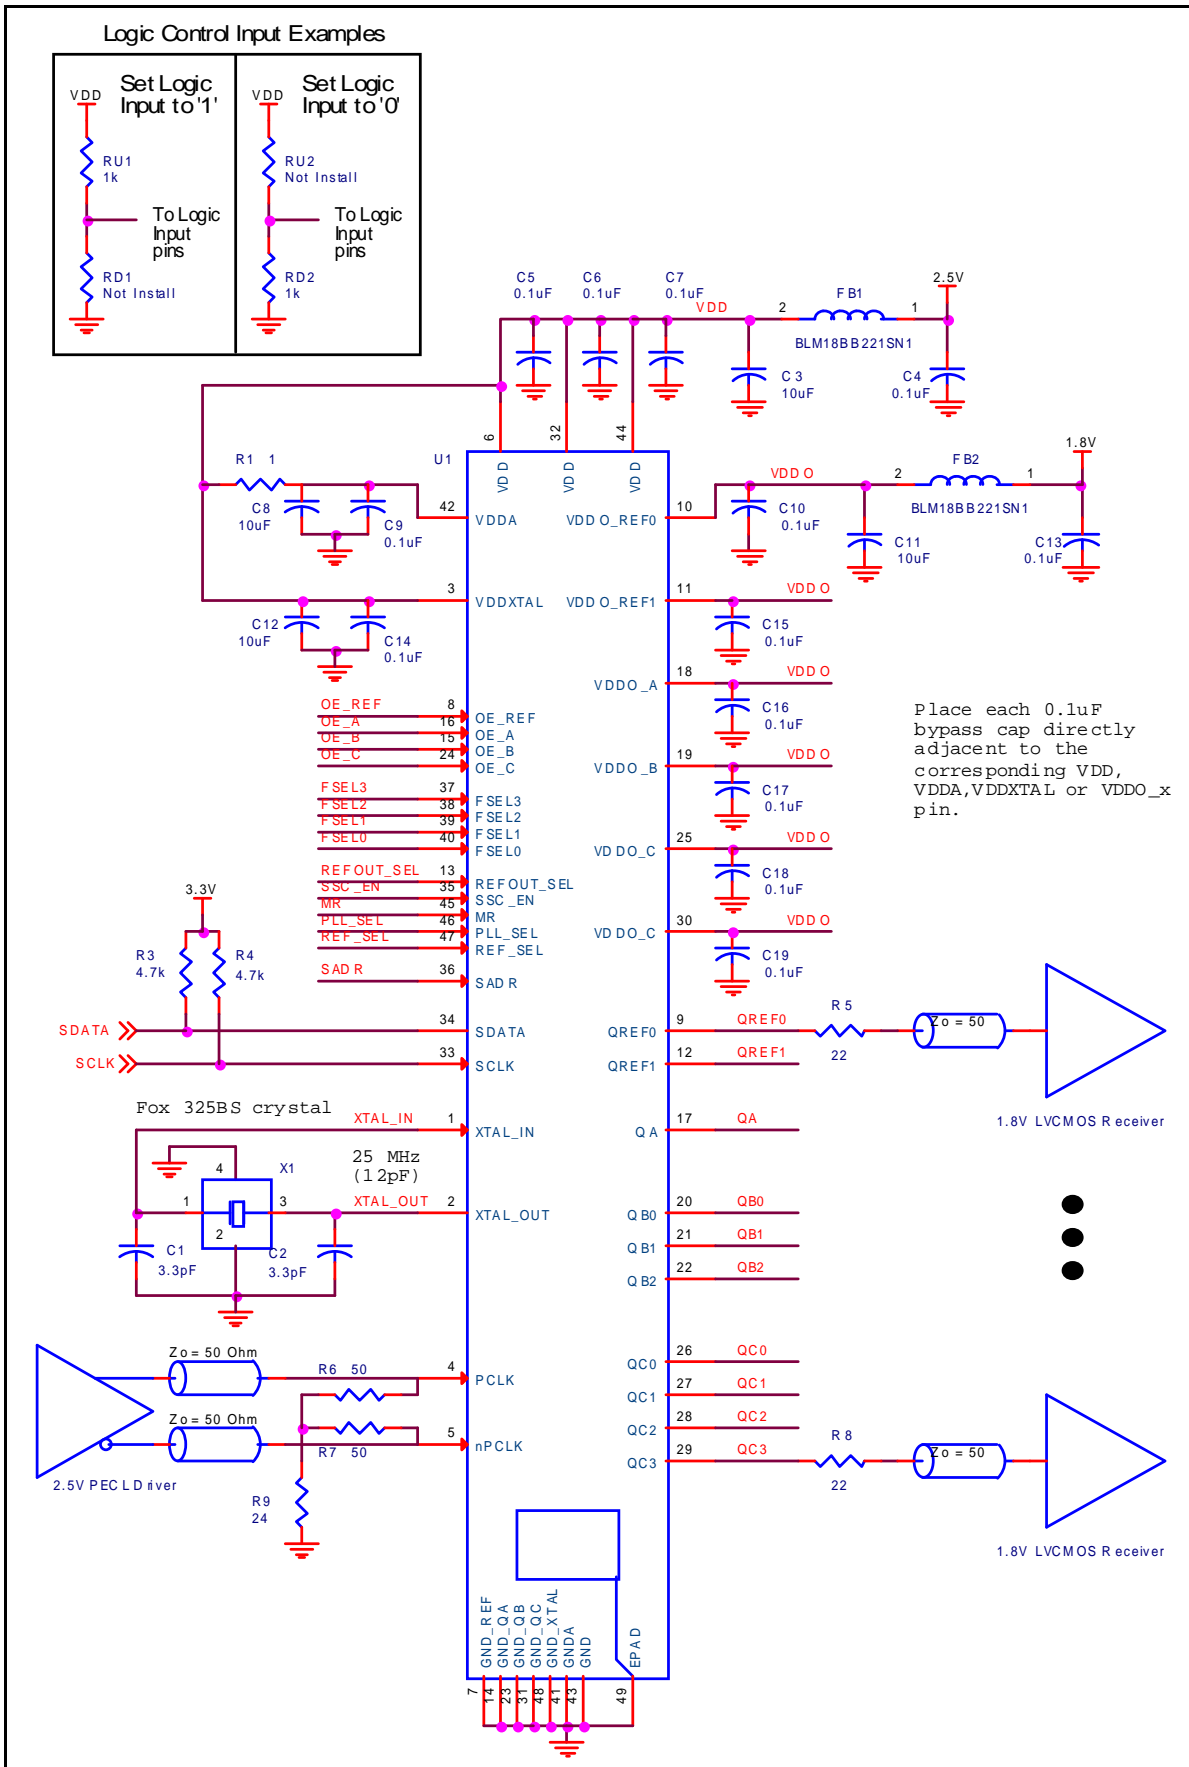 Logic Control Input Examples
Set Logic
Input to '1'
VDD
RU1
1k
To Logic
Input
pins
RD1
Not Install
Set Logic
Input to '0'
VDD
RU2
Not Install
To Logic
Input
pins
RD2
1k
C5
0.1uF
C6
0.1uF
C7
0.1uF
VDD
2
FB1
1
2.5V
BLM18BB221SN1
C3
10uF
C4
0.1uF
6
32
44
U1
VDD
VDD
VDD
R1 1
C8
10uF
C9
0.1uF
42
VDDA
VDDO_REF0
10
VDDO
2
FB2
1
1.8V
BLM18BB221SN1
C10
0.1uF
C11
10uF
C13
0.1uF
3
VDDXTAL
C12
10uF
C14
0.1uF
VDDO_REF1
11
VDDO
C15
0.1uF
VDDO_A
18
VDDO
C16
0.1uF
VDDO_B
19
VDDO
C17
0.1uF
VDDO_C
25
VDDO
C18
0.1uF
VDDO_C
30
VDDO
C19
0.1uF
Place each 0.1uF
bypass cap directly
adjacent to the
corresponding VDD,
VDDA,VDDXTAL or VDDO_x
pin.
OE_REF 8 OE_REF
OE_A 16 OE_A
OE_B 15 OE_B
OE_C 24 OE_C
FSEL3 37 FSEL3
FSEL2 38 FSEL2
FSEL1 39 FSEL1
FSEL0 40 FSEL0
REFOUT_SEL 13 REFOUT_SEL
SSC_EN 35 SSC_EN
MR 45 MR
PLL_SEL 46 PLL_SEL
REF_SEL 47 REF_SEL
SADR 36 SADR
3.3V
R3
4.7k
R4
4.7k
SDATA 34 SDATA
SCLK 33 SCLK
QREF0 9 QREF0
R5
22
Zo = 50
1.8V LVCMOS Receiver
QREF1 12 QREF1
Fox 325BS crystal
XTAL_IN 1 XTAL_IN
25 MHz
(12pF)
4
X1
1
3
2
XTAL_OUT 2 XTAL_OUT
C1
3.3pF
C2
3.3pF
QA 17 QA
QB0 20 QB0
QB1 21 QB1
QB2 22 QB2
Zo = 50 Ohm
R6 50
4 PCLK
Zo = 50 Ohm
R7 50
5 nPCLK
2.5V PECL Driver
R9
24
QC0 26 QC0
QC1 27 QC1
QC2 28 QC2
QC3 29 QC3
R8
22
Zo = 50
1.8V LVCMOS Receiver
GND_REF
GND_QA
GND_QB
GND_QC
GND_XTAL
GNDA
GND
EPAD
7
14
23
31
48
41
43
49